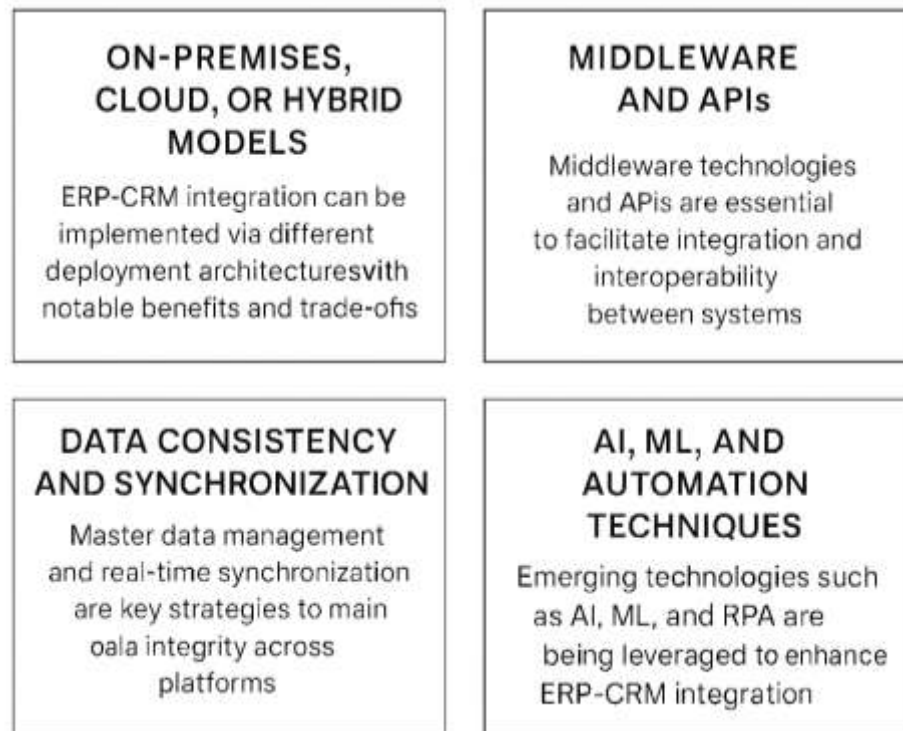 ON-PREMISES,
CLOUD, OR HYBRID
MODELS
ERP-CRM integration can be
implemented via different
deployment architecturesvith
notable benefits and trade-ofis
MIDDLEWARE
AND APIs
Middleware technologies
and APis are essential
to facilitate integration and
interoperability
between systems
DATA CONSISTENCY
AND SYNCHRONIZATION
Master data management
and real-time synchronization
are key strategies to main
oala integrity across
platforms
AI, ML, AND
AUTOMATION
TECHNIQUES
Emerging technologies such
as AI, ML, and RPA are
being leveraged to enhance
ERP-CRM integration